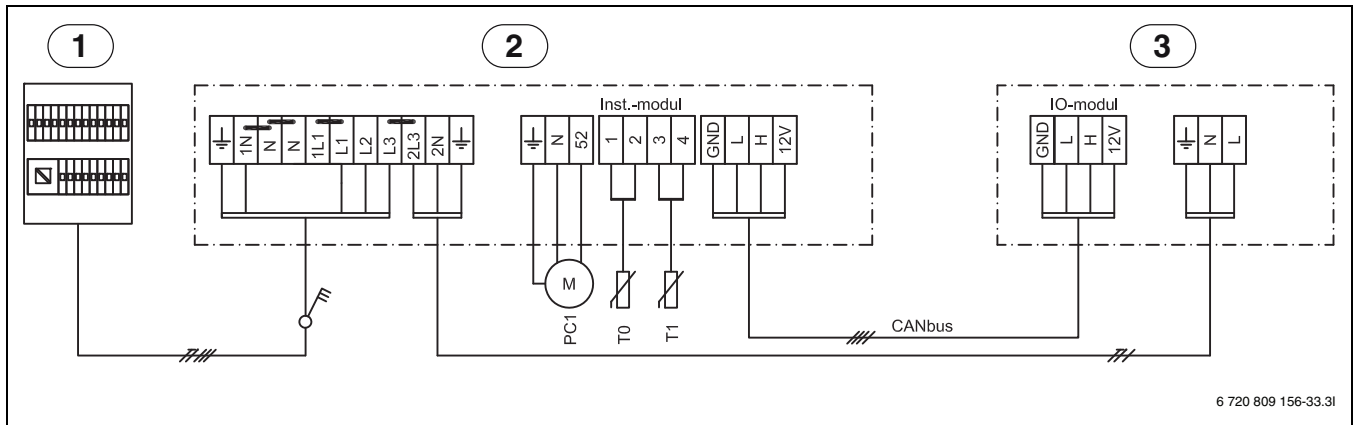 1
2
3
Inst.-modul
IO-modul
1N
N
N
1L1
L1
L2
L3
2L3
2N
N
52
1
2
3
4
GND
L
H
12V
GND
L
H
12V
N
L
M
PC1
T0
T1
CANbus
6 720 809 156-33.3I